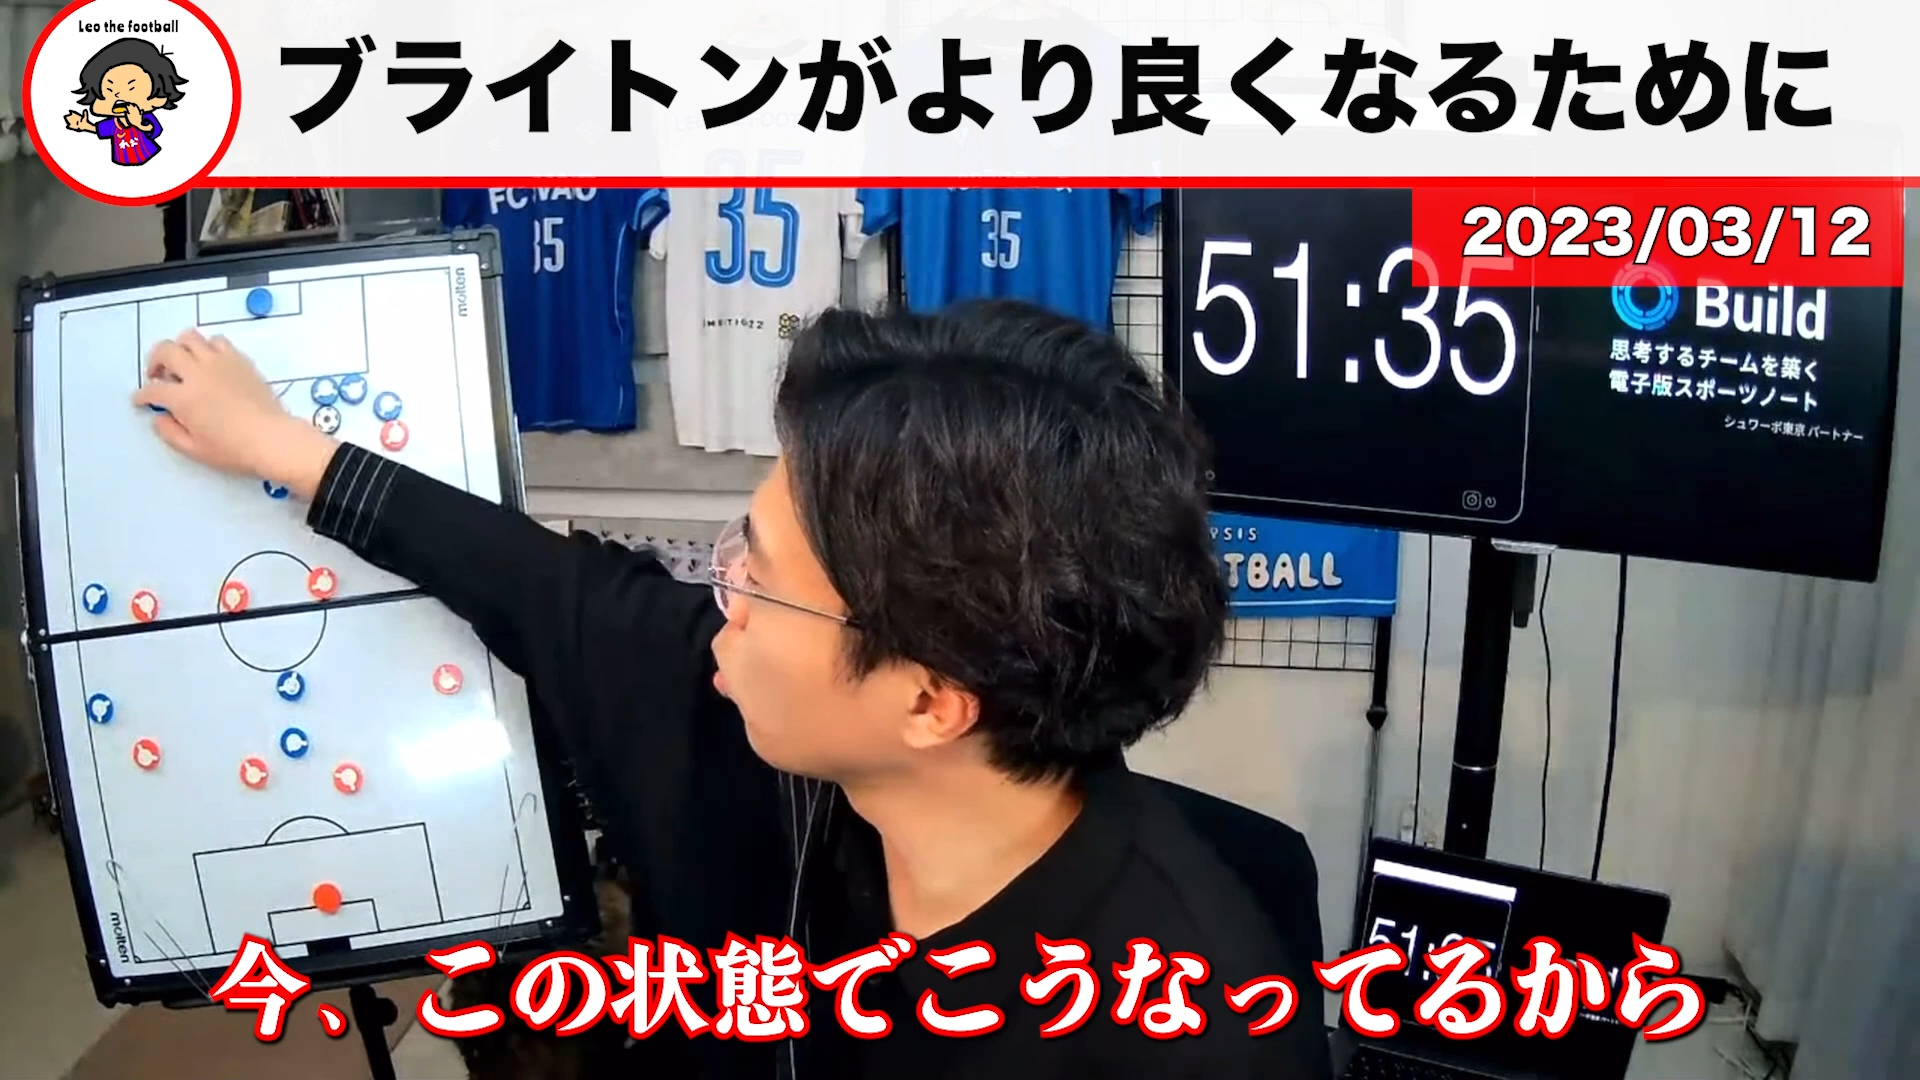 Leo the football
ブライトンがより良くなるために
2023/03/12
35
35
35
51:35
Build
思考するチームを築く
電子版スポーツノート
シュワーボ東京 パートナー
molten
TBALL
molten
今、この状態でこうなってるから